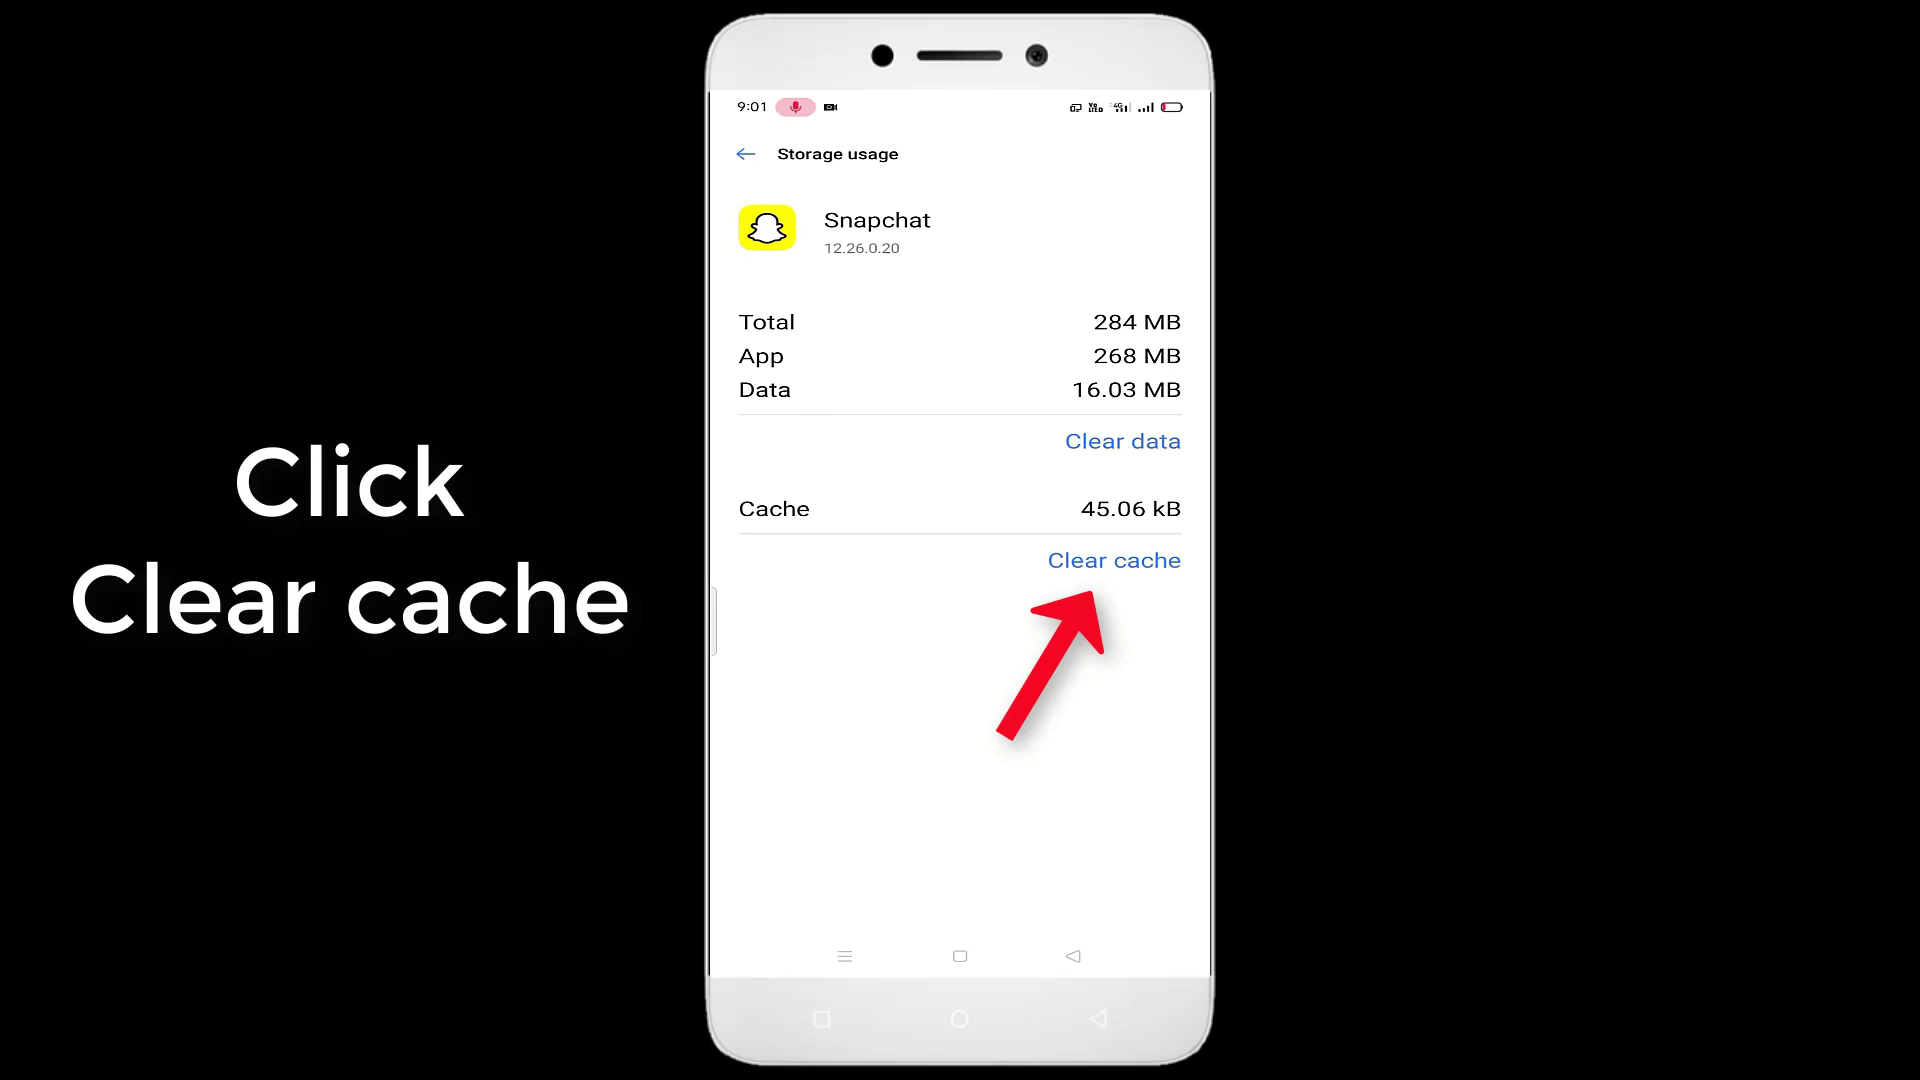 9:01
Storage usage
Snapchat
12.26.0.20
Total 284 MB
App 268 MB
Data 16.03 MB
Clear data
Cache 45.06 kB
Clear cache
Click
Clear cache